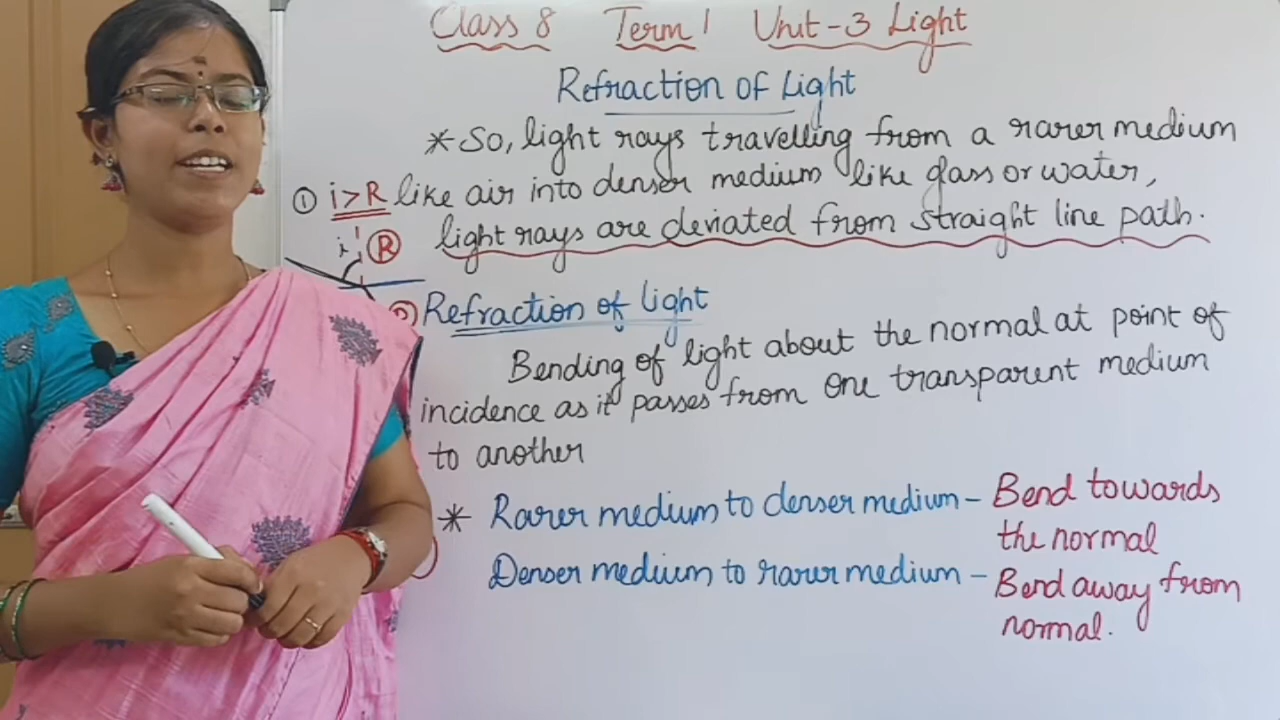 Class 8 Term 1 Unit-3 Light
Refraction of Light
* So, light rays travelling from a rarer medium
① i>R like air into denser medium like glass or water,
i R light rays are deviated from straight line path.
Refraction of light
Bending of light about the normal at point of
incidence as it passes from one transparent medium
to another
* Rarer medium to denser medium - Bend towards
the normal
Denser medium to rarer medium - Bend away from
normal.